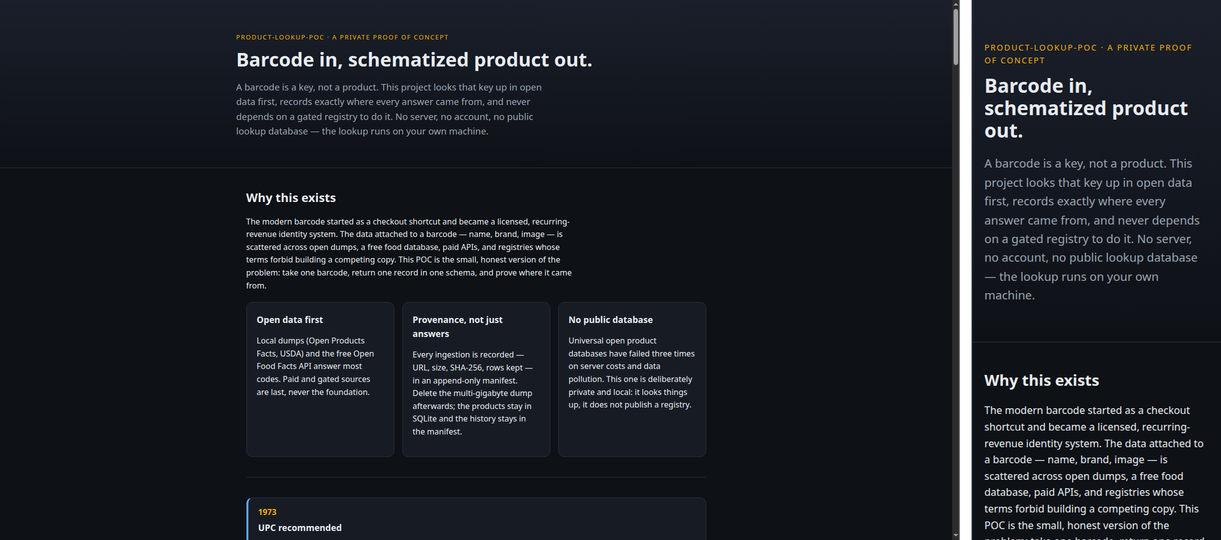 PRODUCT-LOOKUP-POC · A PRIVATE PROOF OF CONCEPT
Barcode in, schematized product out.
A barcode is a key, not a product. This project looks that key up in open
data first, records exactly where every answer came from, and never
depends on a gated registry to do it. No server, no account, no public
lookup database — the lookup runs on your own machine.
Why this exists
The modern barcode started as a checkout shortcut and became a licensed, recurring-
revenue identity system. The data attached to a barcode — name, brand, image — is
scattered across open dumps, a free food database, paid APIs, and registries whose
terms forbid building a competing copy. This POC is the small, honest version of the
problem: take one barcode, return one record in one schema, and prove where it came
from.
Open data first
Local dumps (Open Products
Facts, USDA) and the free Open
Food Facts API answer most
codes. Paid and gated sources
are last, never the foundation.
Provenance, not just
answers
Every ingestion is recorded —
URL, size, SHA-256, rows kept —
in an append-only manifest.
Delete the multi-gigabyte dump
afterwards; the products stay in
SQLite and the history stays in
the manifest.
No public database
Universal open product
databases have failed three times
on server costs and data
pollution. This one is deliberately
private and local: it looks things
up, it does not publish a registry.
1973
UPC recommended
PRODUCT-LOOKUP-POC · A PRIVATE PROOF
OF CONCEPT
Barcode in,
schematized product
out.
A barcode is a key, not a product. This
project looks that key up in open data
first, records exactly where every
answer came from, and never depends
on a gated registry to do it. No server,
no account, no public lookup database
— the lookup runs on your own
machine.
Why this exists
The modern barcode started as a checkout
shortcut and became a licensed, recurring-
revenue identity system. The data attached to
a barcode — name, brand, image — is
scattered across open dumps, a free food
database, paid APIs, and registries whose
terms forbid building a competing copy. This
POC is the small, honest version of the
problem: take one barcode, return one record